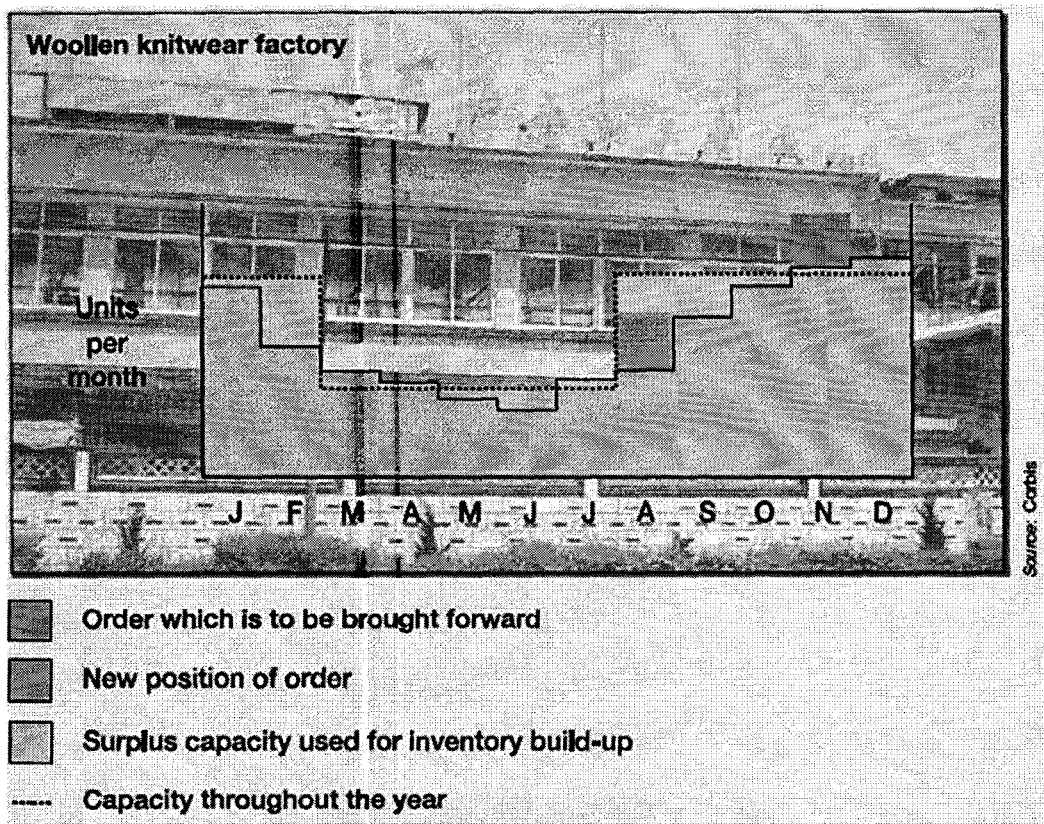 Woollen knitwear factory
Units
per
month
J F M A M J J A S O N D
Source: Corbis
Order which is to be brought forward
New position of order
Surplus capacity used for inventory build-up
Capacity throughout the year